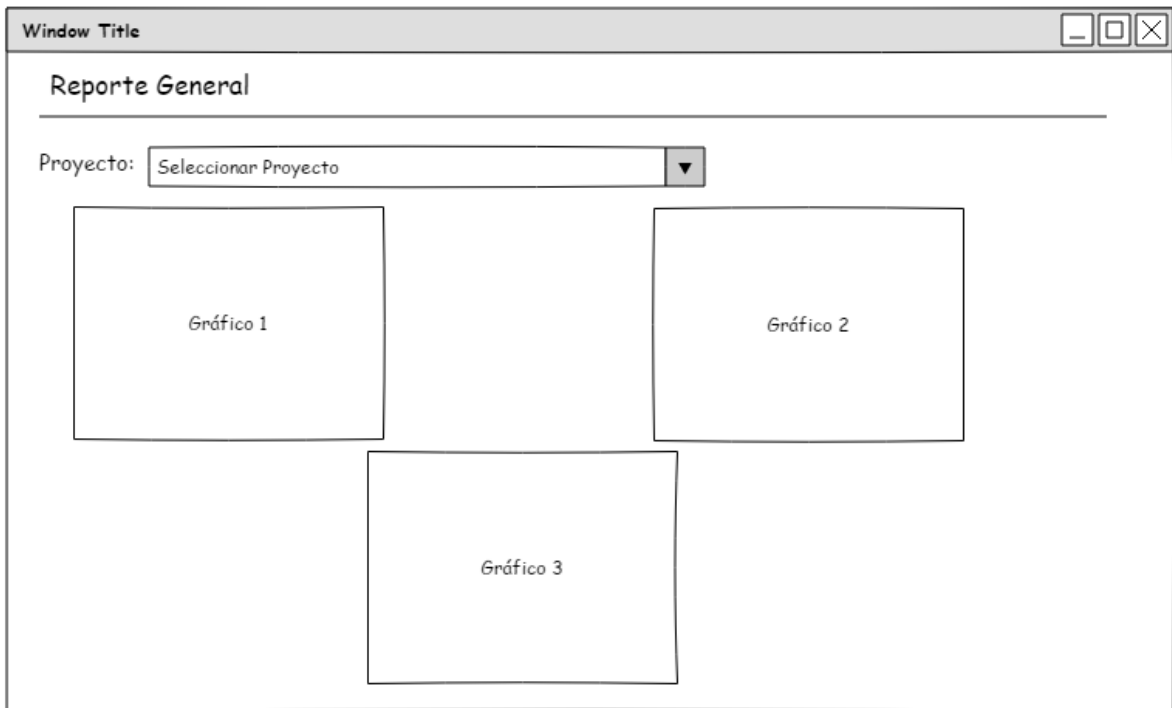 Window Title
Reporte General
Proyecto: Seleccionar Proyecto
Gráfico 1
Gráfico 2
Gráfico 3